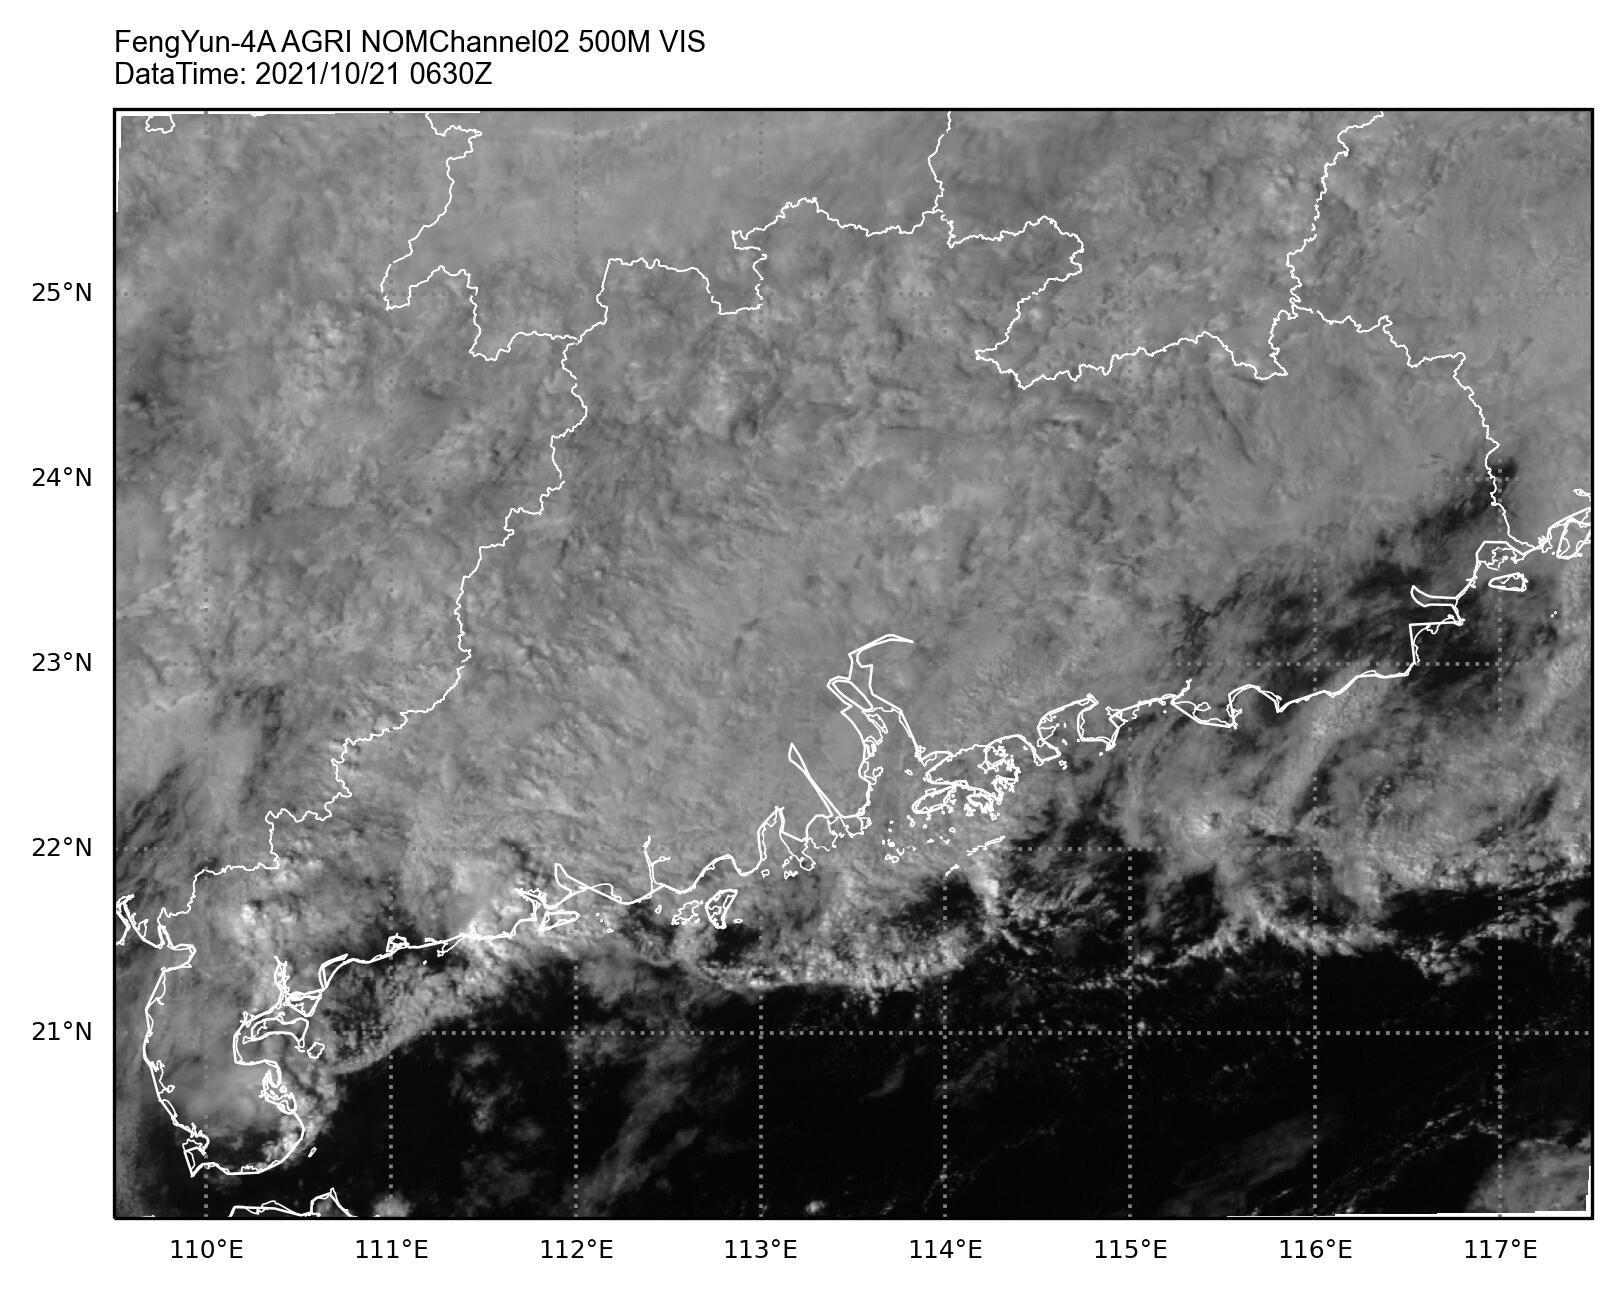 FengYun-4A AGRI NOMChannel02 500M VIS
DataTime: 2021/10/21 0630Z
25°N
24°N
23°N
22°N
21°N
110°E 111°E 112°E 113°E 114°E 115°E 116°E 117°E